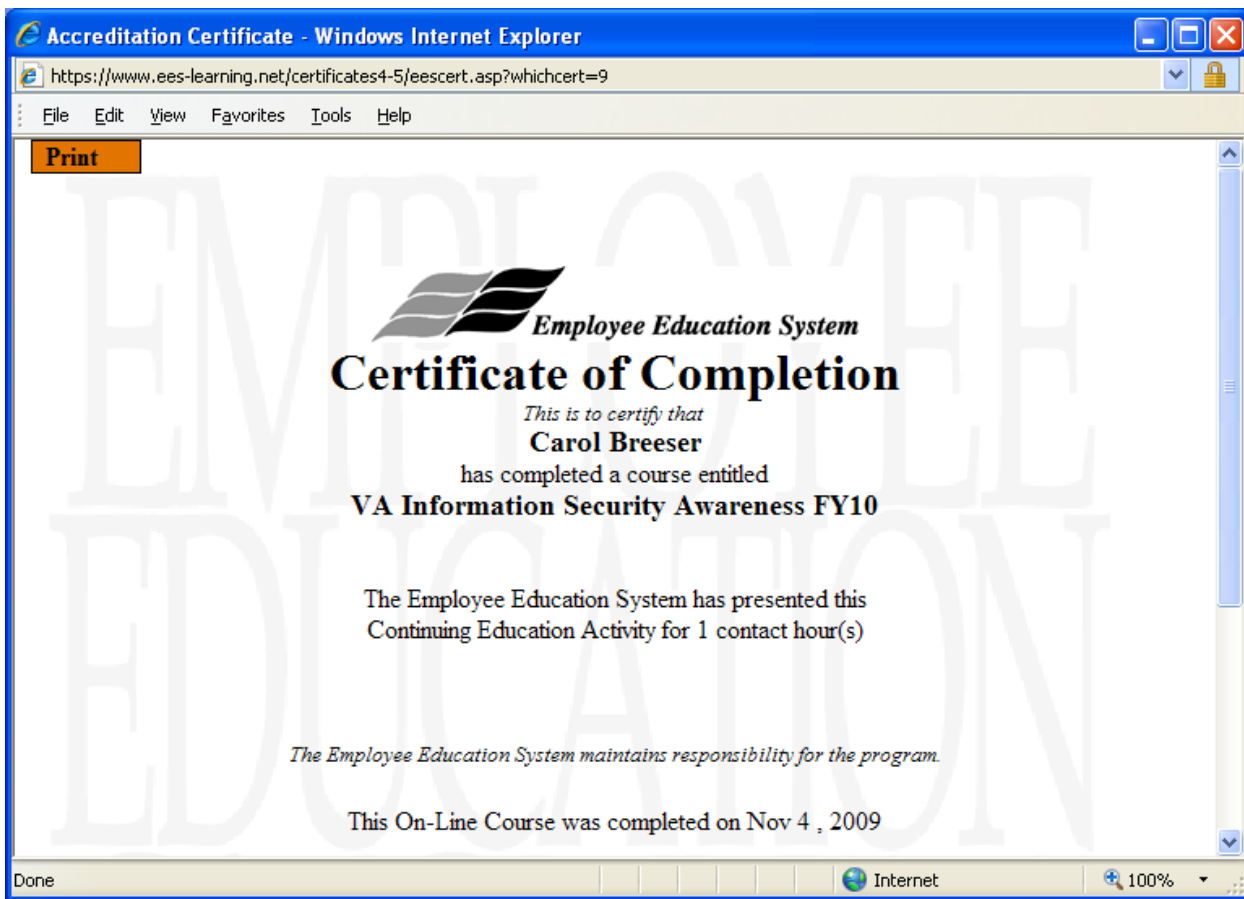 Accreditation Certificate - Windows Internet Explorer
https://www.ees-learning.net/certificates4-5/eescert.asp?whichcert=9
File Edit View Favorites Tools Help
Print
EMPLOYEE
EDUCATION
Employee Education System
Certificate of Completion
This is to certify that
Carol Breeser
has completed a course entitled
VA Information Security Awareness FY10
The Employee Education System has presented this
Continuing Education Activity for 1 contact hour(s)
The Employee Education System maintains responsibility for the program.
This On-Line Course was completed on Nov 4 , 2009
Done Internet 100%